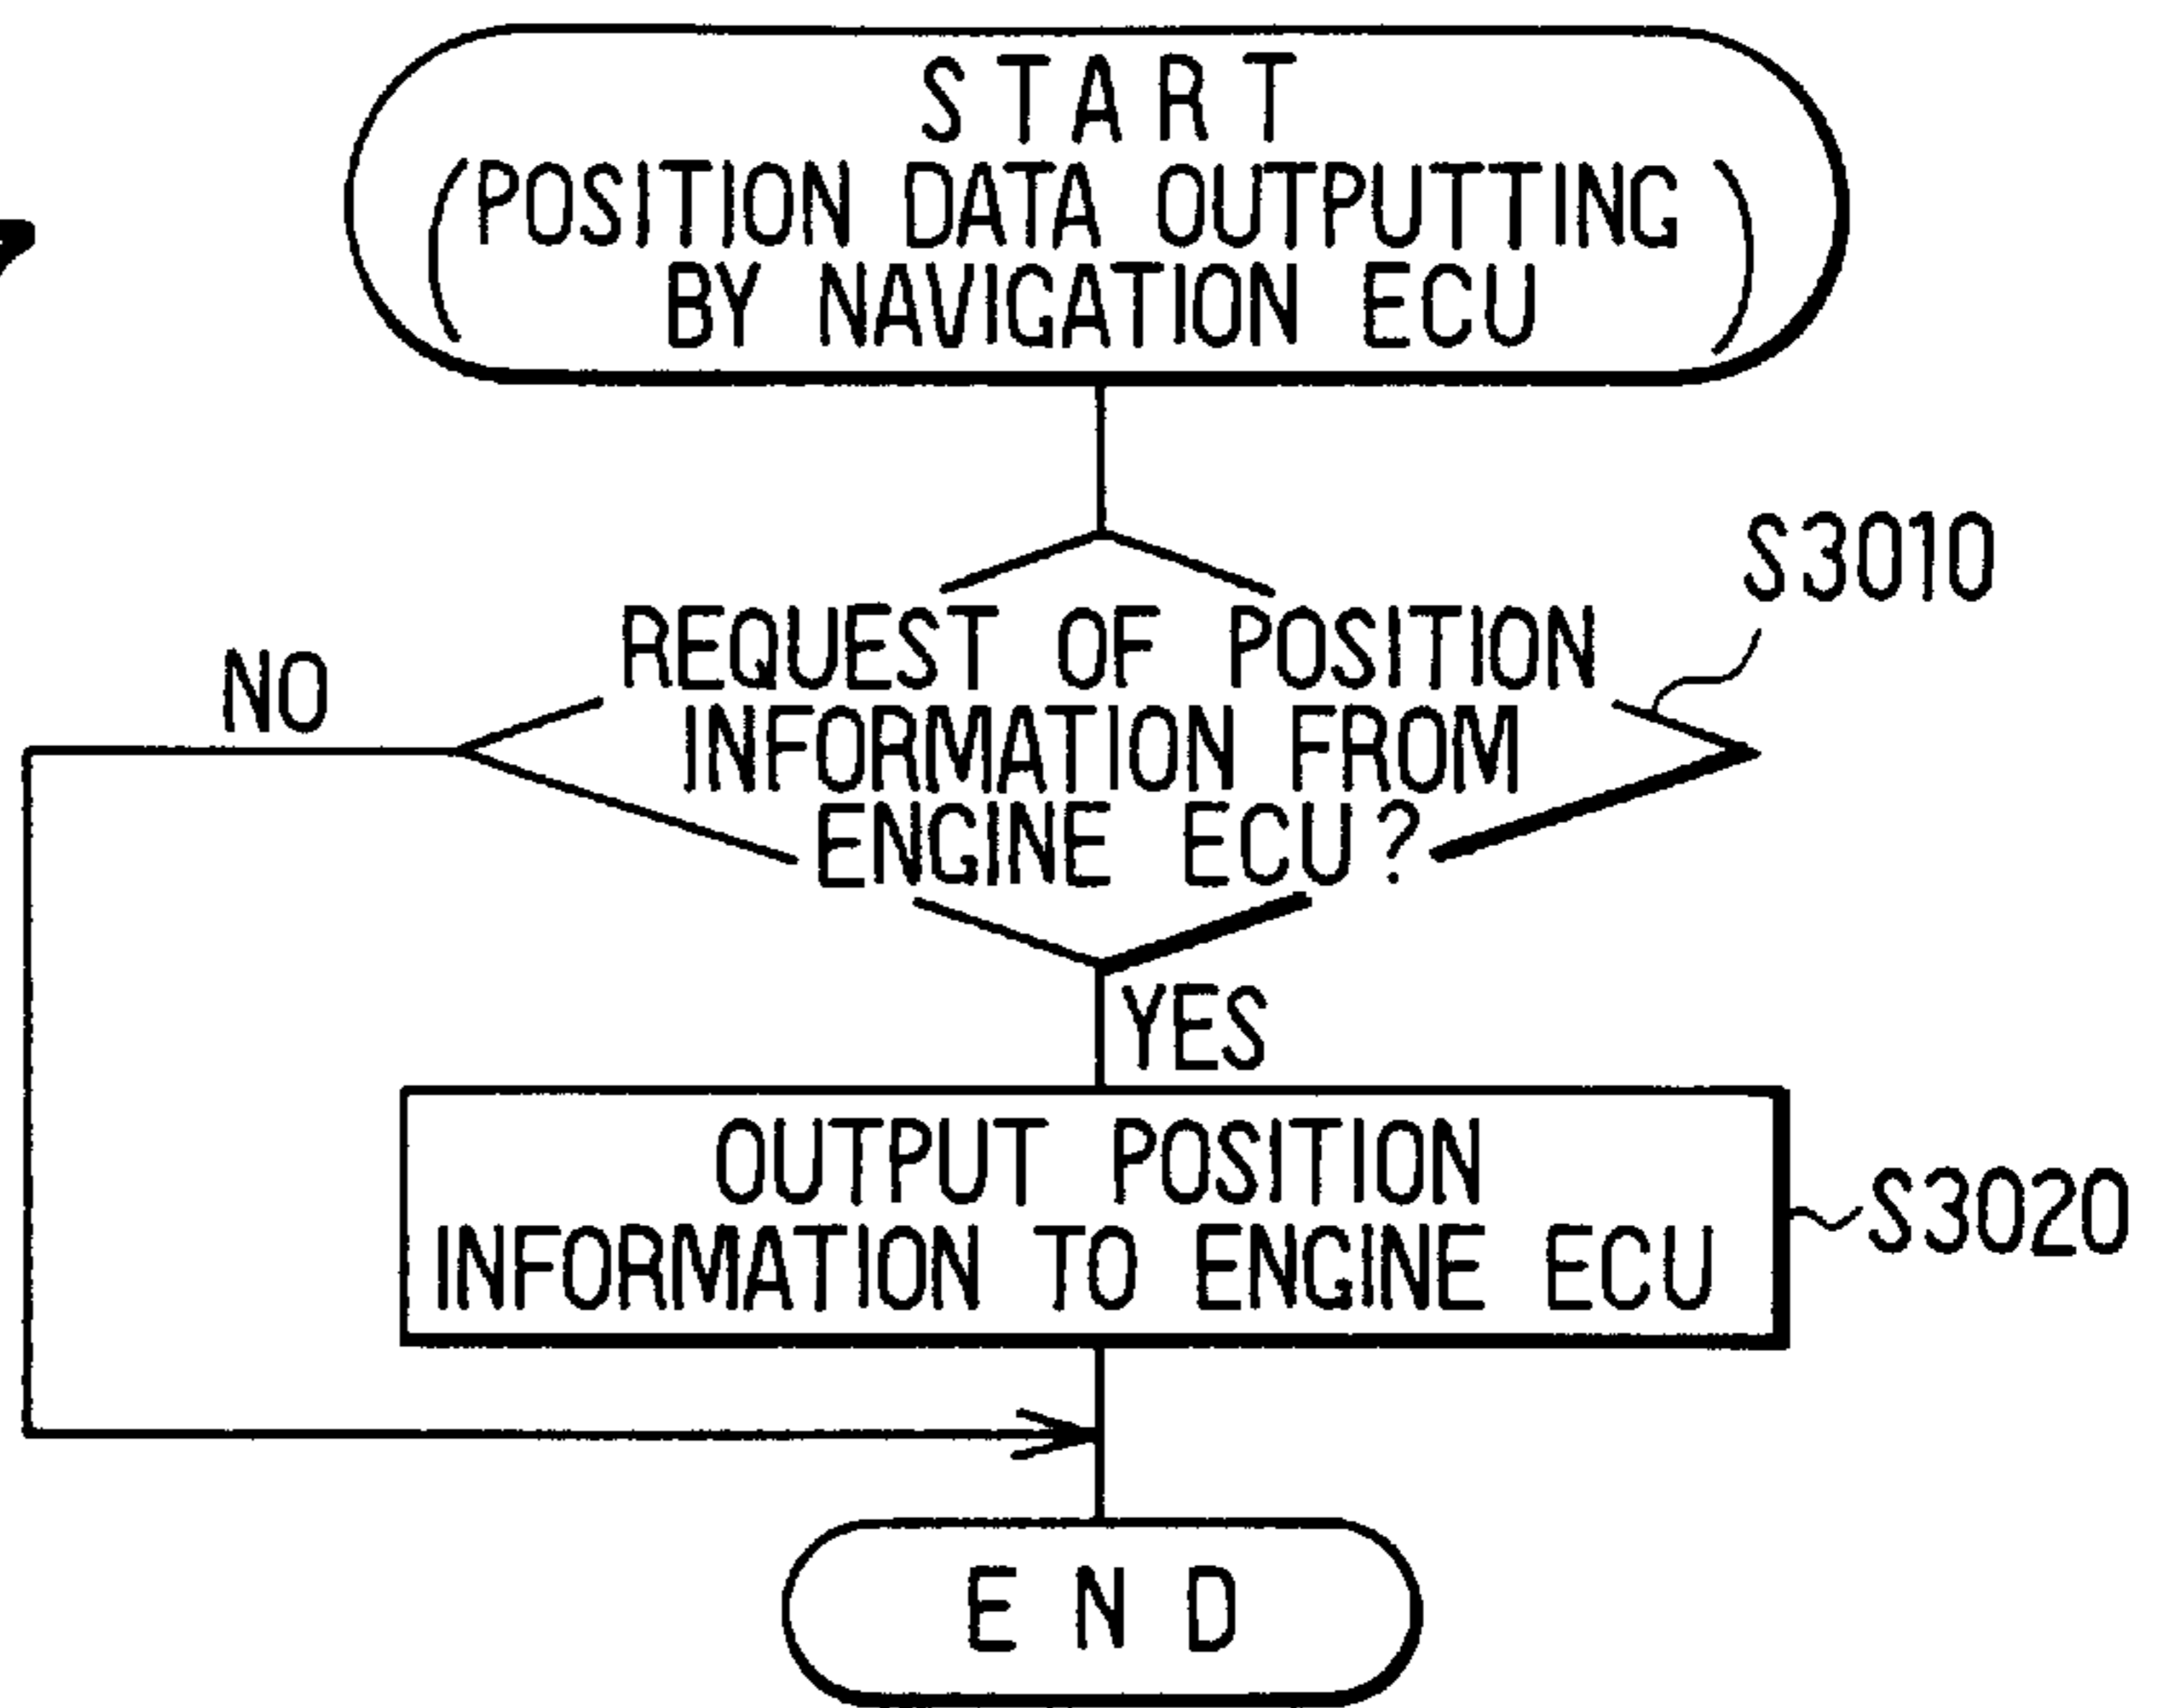 START
(POSITION DATA OUTPUTTING
BY NAVIGATION ECU)
S3010
REQUEST OF POSITION
INFORMATION FROM
ENGINE ECU?
NO
YES
OUTPUT POSITION
INFORMATION TO ENGINE ECU
S3020
END